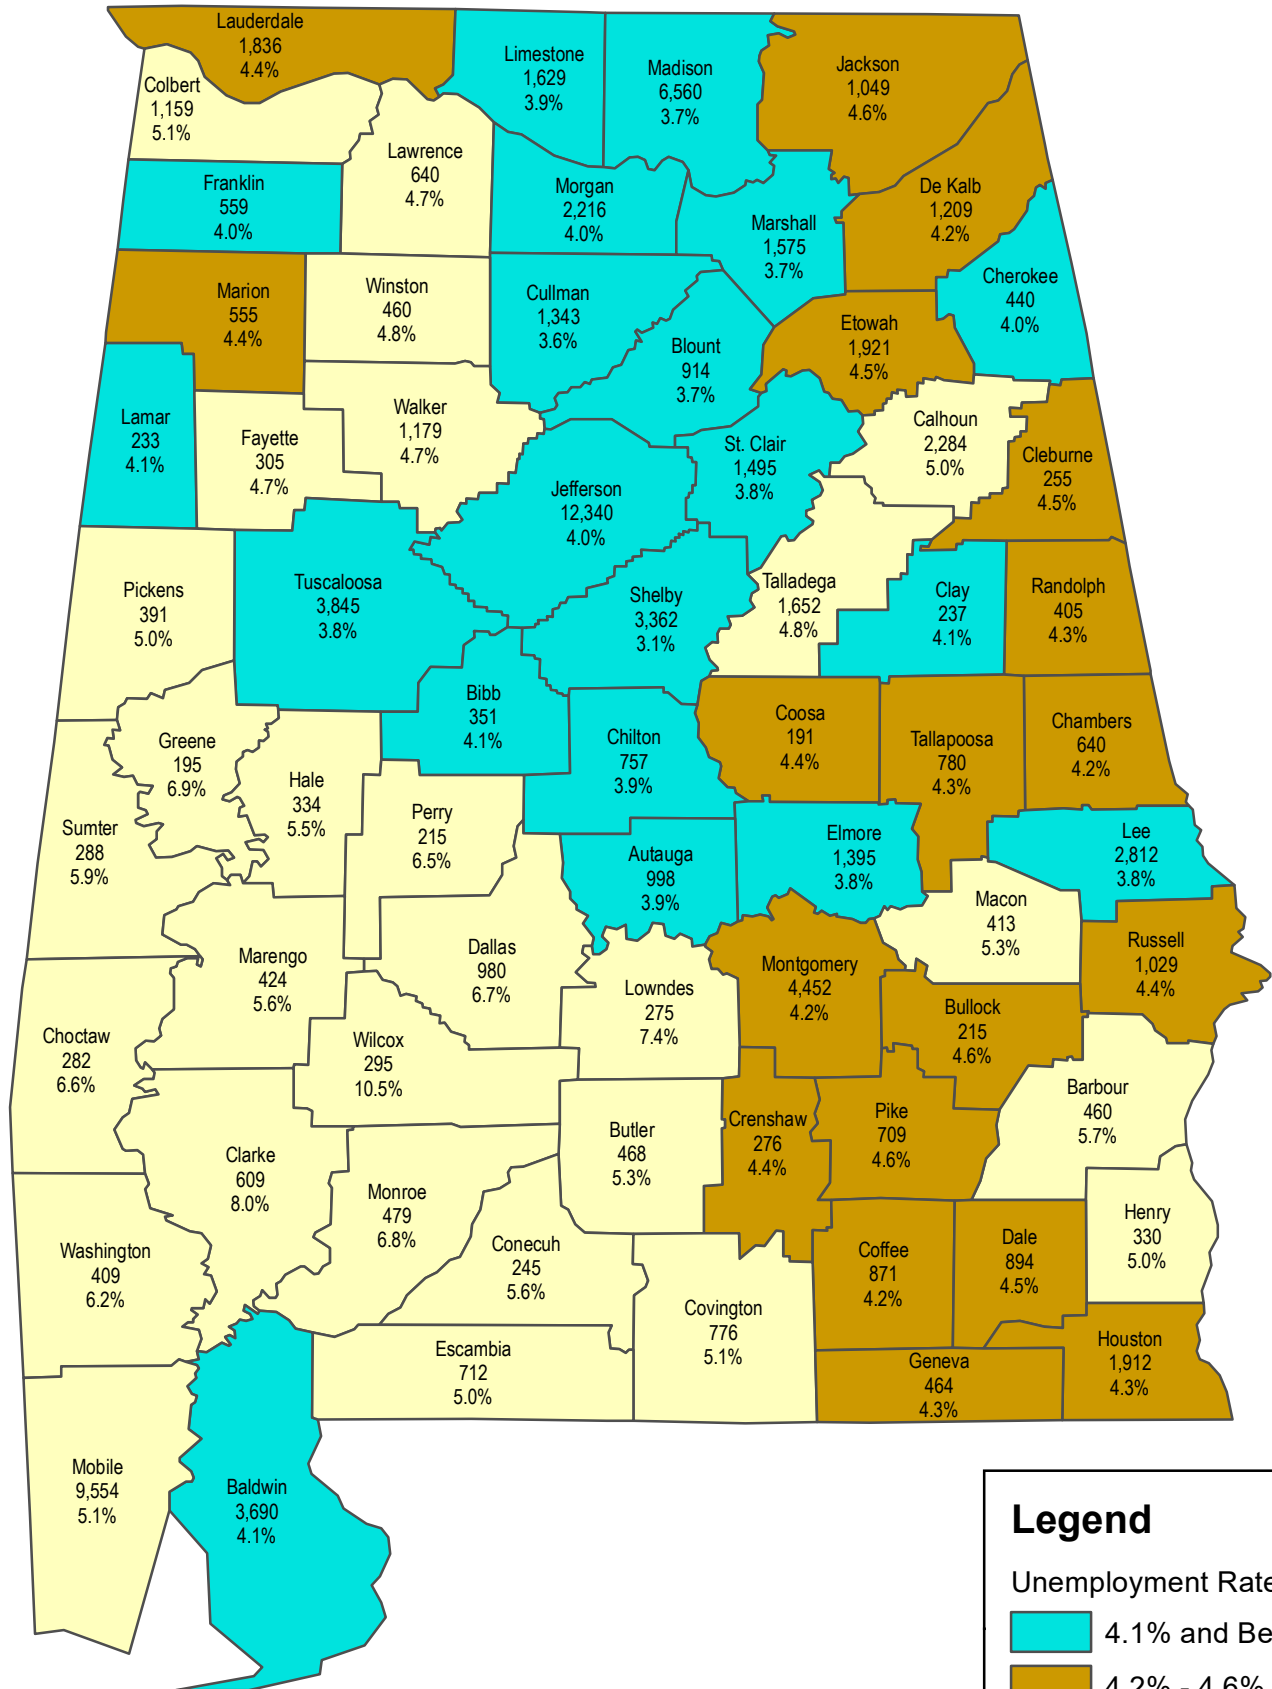 Lauderdale
1,836
4.4%
Limestone
1,629
3.9%
Madison
6,560
3.7%
Jackson
1,049
4.6%
Colbert
1,159
5.1%
Lawrence
640
4.7%
Franklin
559
4.0%
Morgan
2,216
4.0%
Marshall
1,575
3.7%
De Kalb
1,209
4.2%
Cherokee
440
4.0%
Marion
555
4.4%
Winston
460
4.8%
Cullman
1,343
3.6%
Blount
914
3.7%
Etowah
1,921
4.5%
Lamar
233
4.1%
Fayette
305
4.7%
Walker
1,179
4.7%
Jefferson
12,340
4.0%
St. Clair
1,495
3.8%
Calhoun
2,284
5.0%
Cleburne
255
4.5%
Pickens
391
5.0%
Tuscaloosa
3,845
3.8%
Shelby
3,362
3.1%
Talladega
1,652
4.8%
Clay
237
4.1%
Randolph
405
4.3%
Bibb
351
4.1%
Chilton
757
3.9%
Coosa
191
4.4%
Tallapoosa
780
4.3%
Chambers
640
4.2%
Greene
195
6.9%
Hale
334
5.5%
Perry
215
6.5%
Sumter
288
5.9%
Autauga
998
3.9%
Elmore
1,395
3.8%
Lee
2,812
3.8%
Macon
413
5.3%
Russell
1,029
4.4%
Marengo
424
5.6%
Dallas
980
6.7%
Lowndes
275
7.4%
Montgomery
4,452
4.2%
Bullock
215
4.6%
Choctaw
282
6.6%
Wilcox
295
10.5%
Barbour
460
5.7%
Clarke
609
8.0%
Monroe
479
6.8%
Butler
468
5.3%
Crenshaw
276
4.4%
Pike
709
4.6%
Henry
330
5.0%
Washington
409
6.2%
Conecuh
245
5.6%
Covington
776
5.1%
Coffee
871
4.2%
Dale
894
4.5%
Houston
1,912
4.3%
Escambia
712
5.0%
Geneva
464
4.3%
Mobile
9,554
5.1%
Baldwin
3,690
4.1%
Legend
Unemployment Rate
4.1% and Be
4.2% - 4.6%